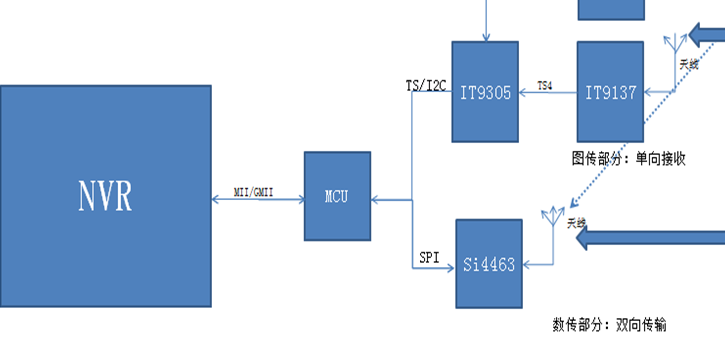 TS/I2C
IT9305
TS4
IT9137
天线
图传部分：单向接收
NVR
MII/GMII
MCU
天线
SPI
Si4463
数传部分：双向传输